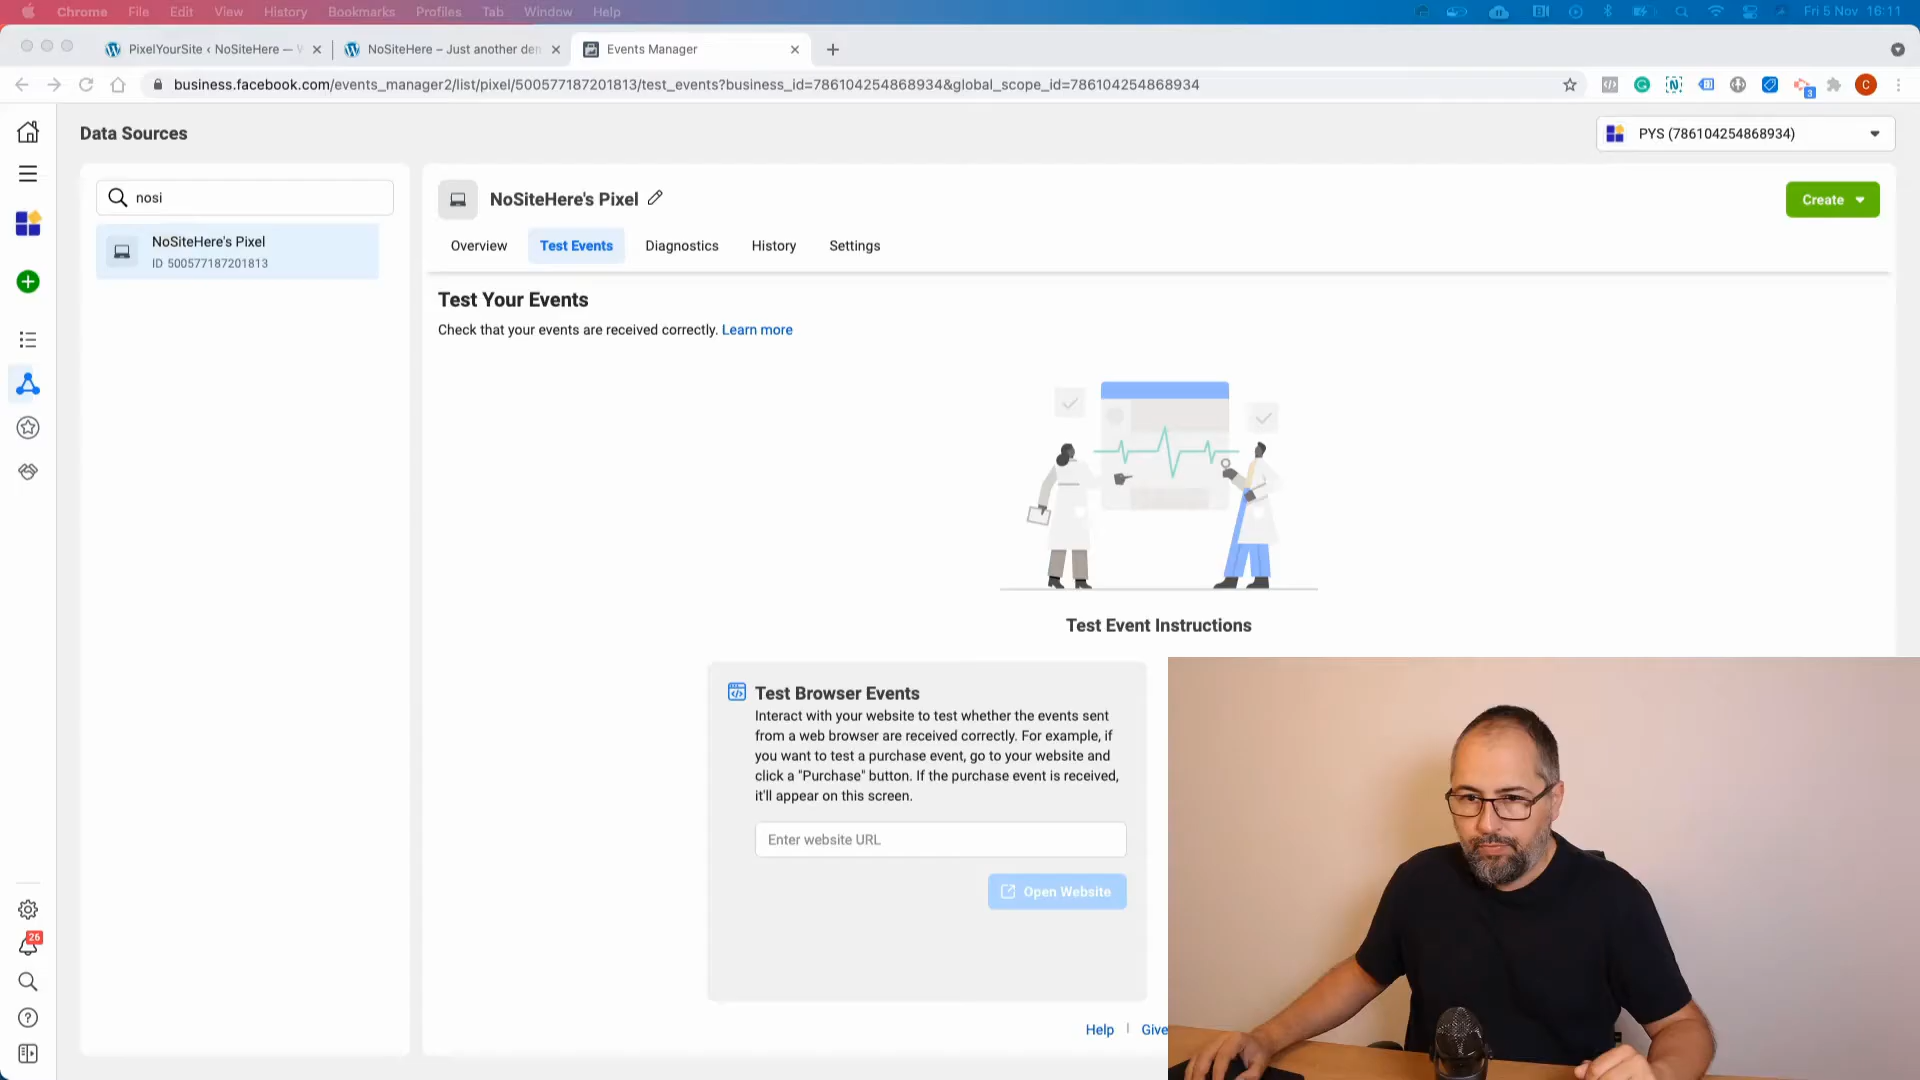 Chrome File Edit View History Bookmarks Profiles Tab Window Help Fri 5 Nov 16:11
PixelYourSite ‹ NoSiteHere — NoSiteHere – Just another den Events Manager
business.facebook.com/events_manager2/list/pixel/500577187201813/test_events?business_id=786104254868934&global_scope_id=786104254868934
3
C
Data Sources
PYS (786104254868934)
nosi
NoSiteHere's Pixel
ID 500577187201813
NoSiteHere's Pixel
Create
Overview Test Events Diagnostics History Settings
Test Your Events
Check that your events are received correctly. Learn more
Test Event Instructions
Test Browser Events
Interact with your website to test whether the events sent
from a web browser are received correctly. For example, if
you want to test a purchase event, go to your website and
click a "Purchase" button. If the purchase event is received,
it'll appear on this screen.
Enter website URL
Open Website
26
Help Give